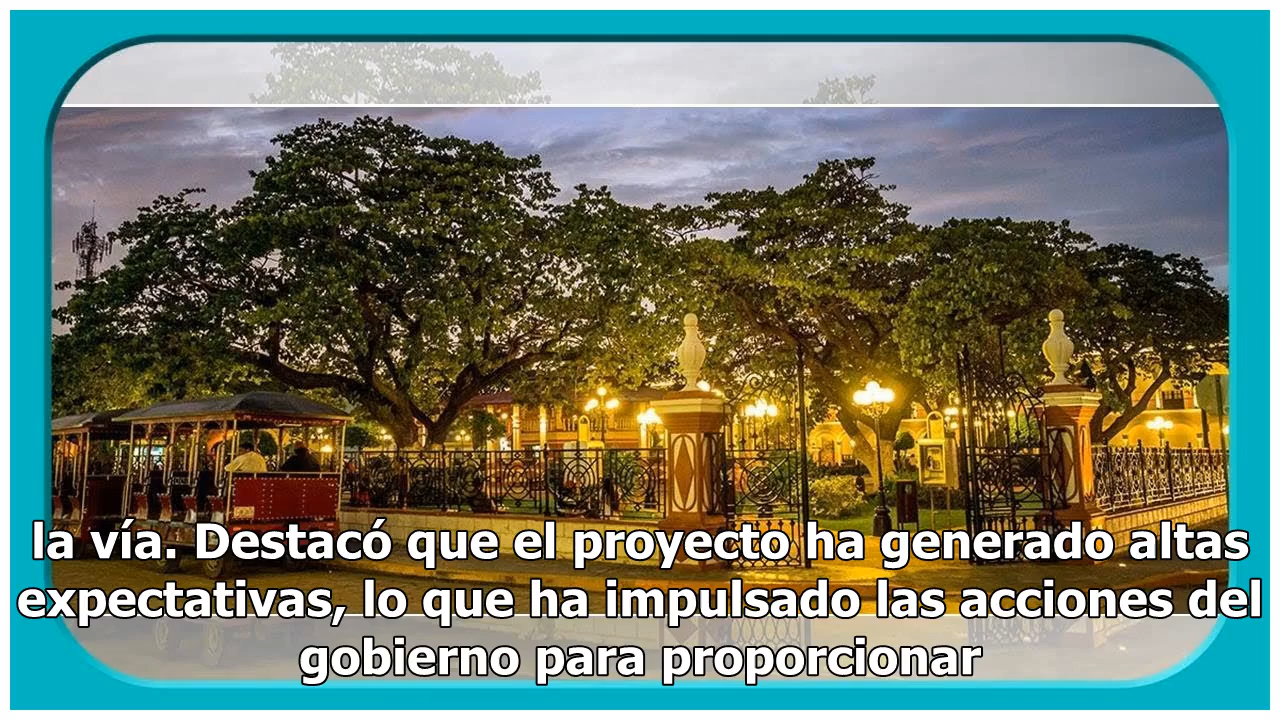 la vía. Destacó que el proyecto ha generado altas
expectativas, lo que ha impulsado las acciones del
gobierno para proporcionar